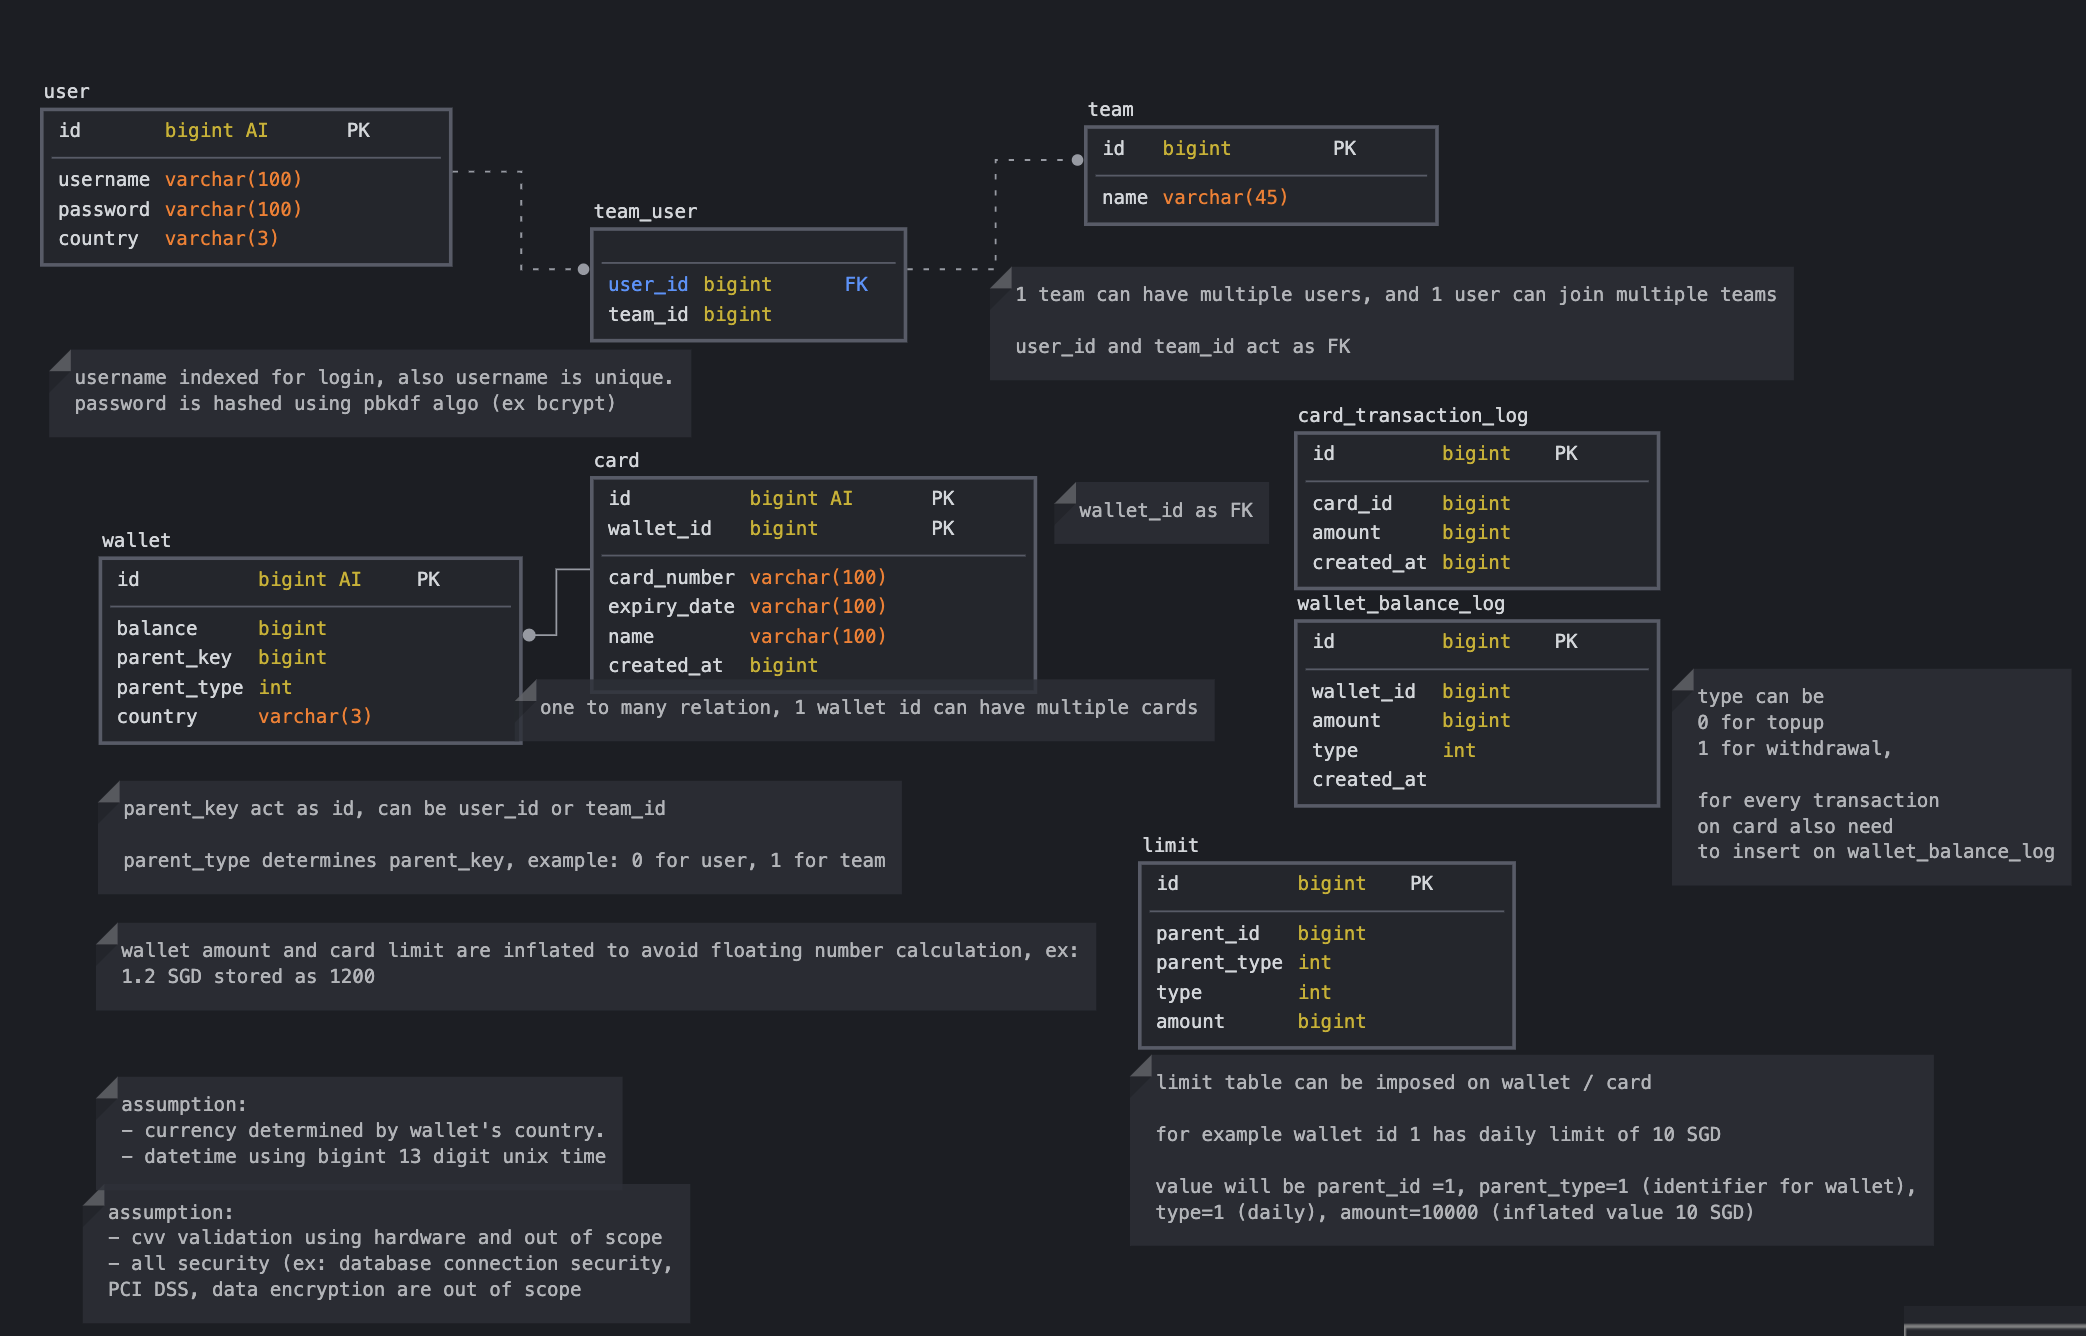 user
id bigint AI PK
username varchar(100)
password varchar(100)
country varchar(3)
team
id bigint PK
name varchar(45)
team_user
user_id bigint FK
team_id bigint
1 team can have multiple users, and 1 user can join multiple teams
user_id and team_id act as FK
username indexed for login, also username is unique.
password is hashed using pbkdf algo (ex bcrypt)
card
id bigint AI PK
wallet_id bigint PK
card_number varchar(100)
expiry_date varchar(100)
name varchar(100)
created_at bigint
wallet_id as FK
card_transaction_log
id bigint PK
card_id bigint
amount bigint
created_at bigint
wallet
id bigint AI PK
balance bigint
parent_key bigint
parent_type int
country varchar(3)
one to many relation, 1 wallet id can have multiple cards
wallet_balance_log
id bigint PK
wallet_id bigint
amount bigint
type int
created_at
type can be
0 for topup
1 for withdrawal,
for every transaction
on card also need
to insert on wallet_balance_log
parent_key act as id, can be user_id or team_id
parent_type determines parent_key, example: 0 for user, 1 for team
wallet amount and card limit are inflated to avoid floating number calculation, ex:
1.2 SGD stored as 1200
limit
id bigint PK
parent_id bigint
parent_type int
type int
amount bigint
limit table can be imposed on wallet / card
for example wallet id 1 has daily limit of 10 SGD
value will be parent_id =1, parent_type=1 (identifier for wallet),
type=1 (daily), amount=10000 (inflated value 10 SGD)
assumption:
- currency determined by wallet's country.
- datetime using bigint 13 digit unix time
assumption:
- cvv validation using hardware and out of scope
- all security (ex: database connection security,
PCI DSS, data encryption are out of scope